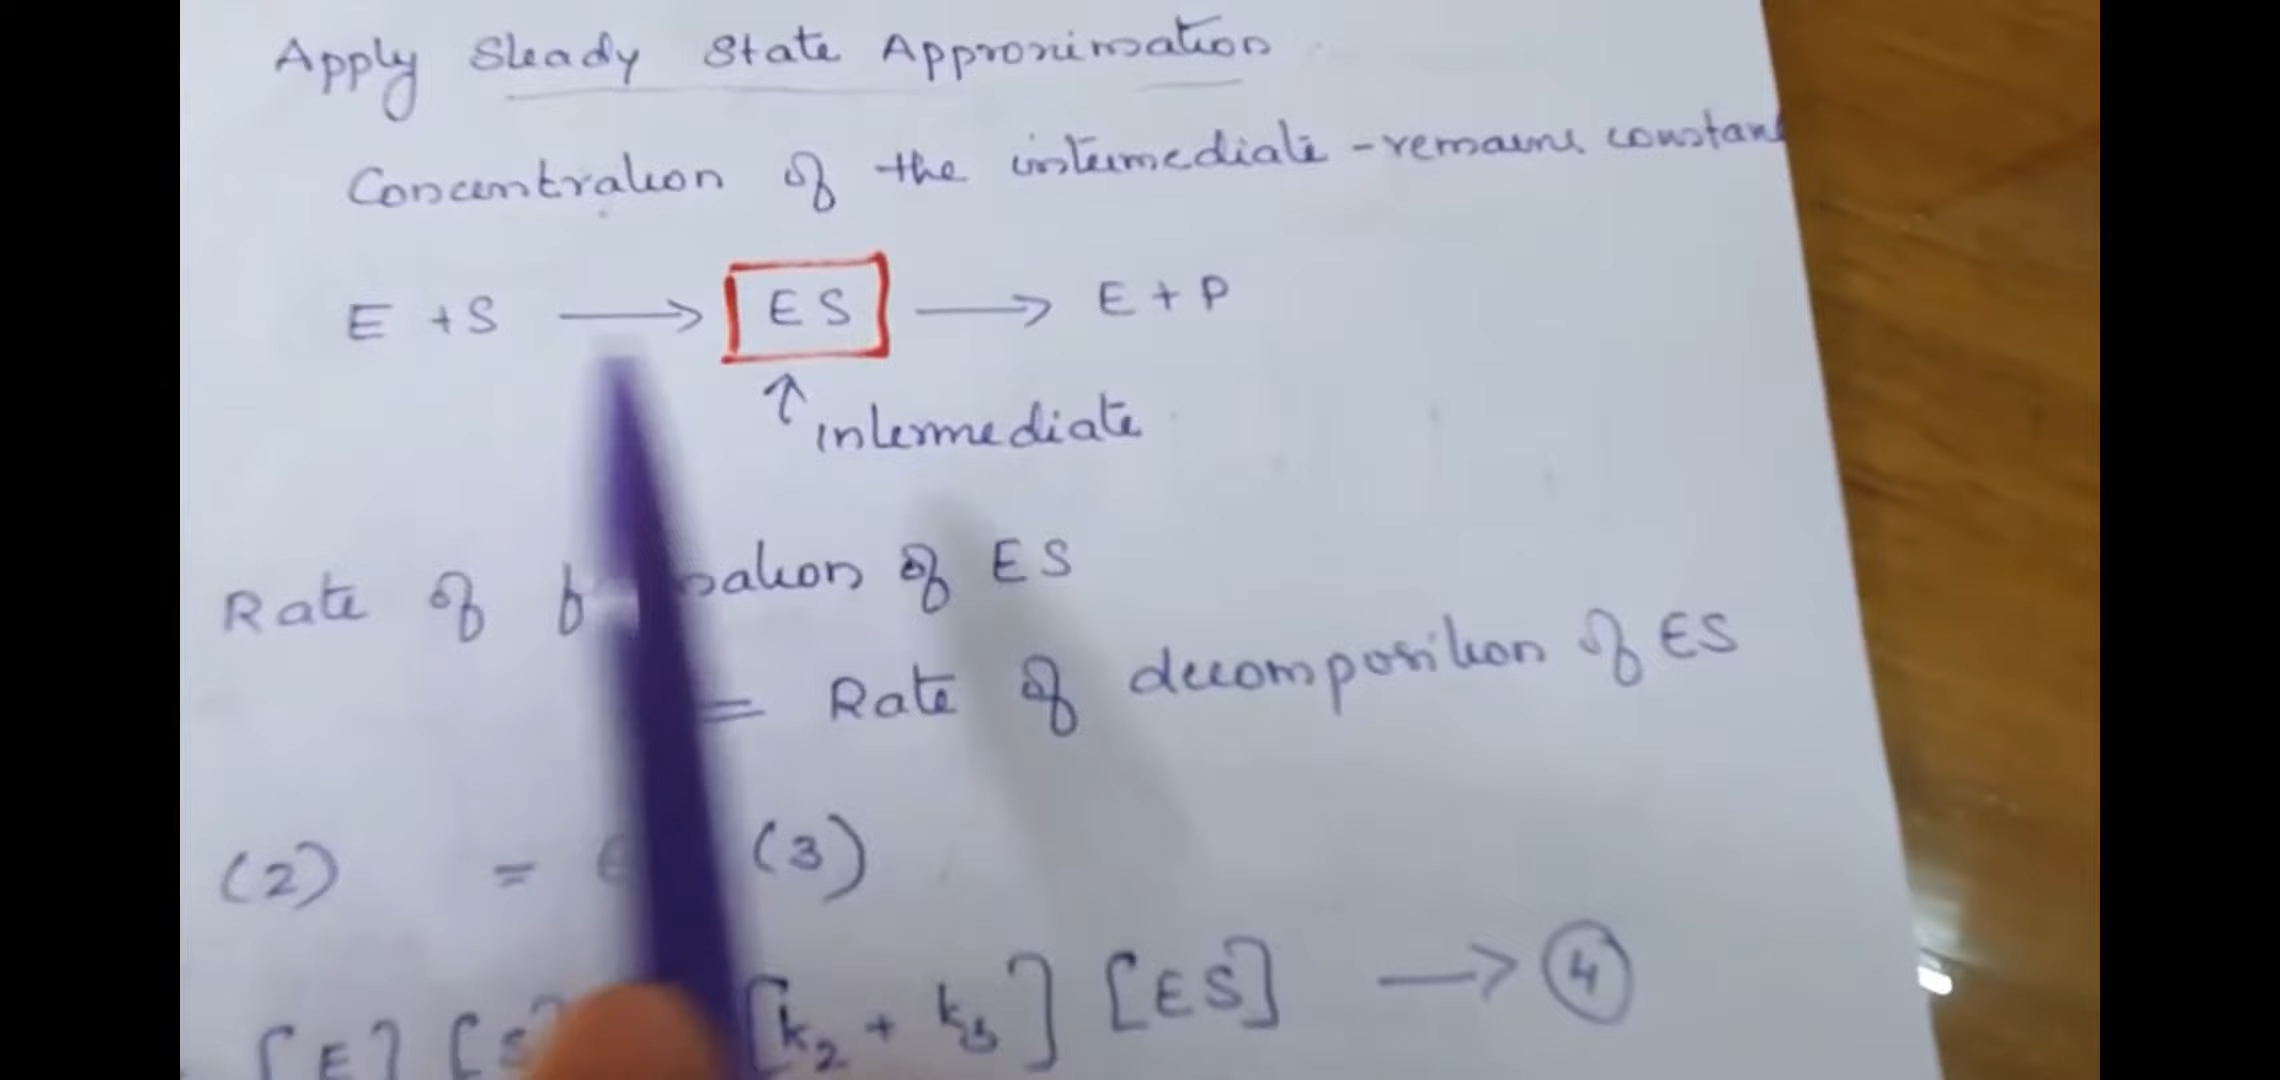 Apply Steady State Approximation
Concentration of the intermediate - remains constant
E + S ⟶ ES ⟶ E + P
↑ intermediate
Rate of of ES
= Rate of decomposition of ES
(2) = (3)
[E] [S] [k₂ + k₃] [ES] ⟶ 4